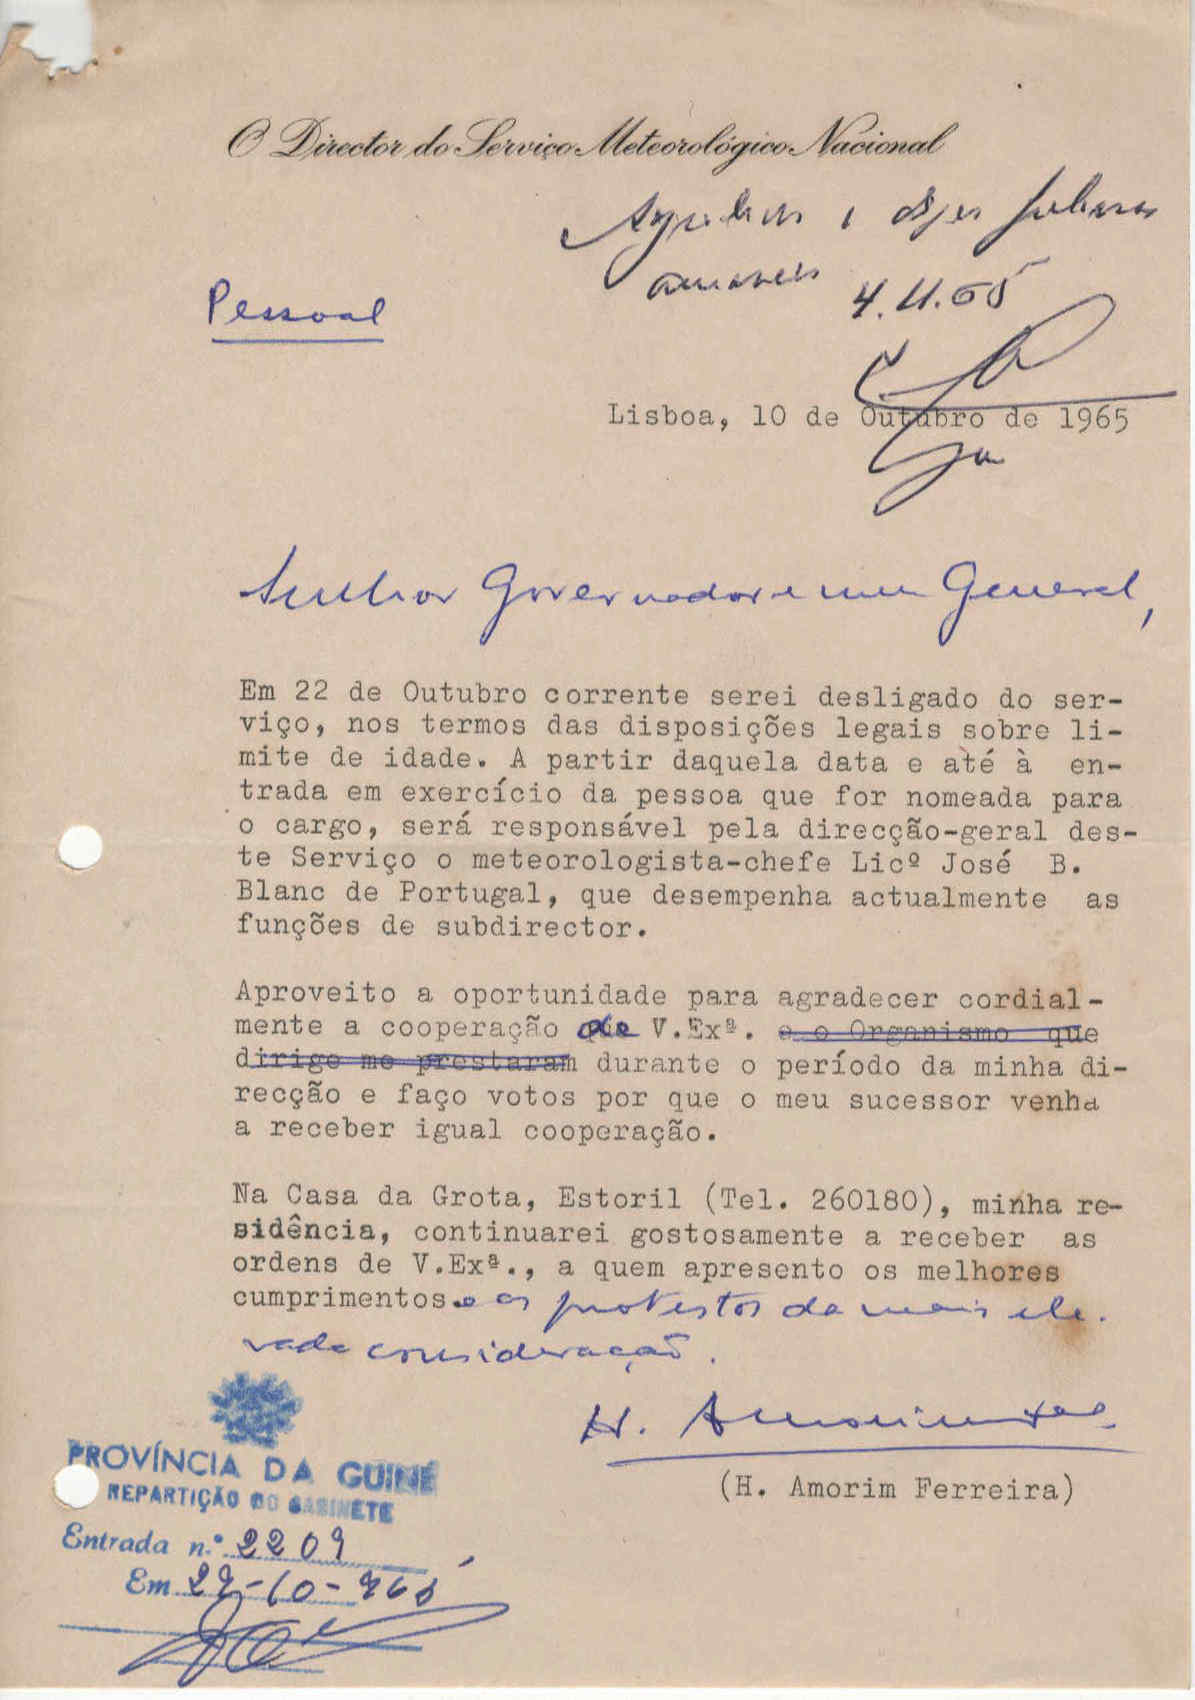 O Director do Serviço Meteorológico Nacional
Agradecer e
4.11.65
Pessoal
Lisboa, 10 de Outubro de 1965
Senhor Governador e meu General,
Em 22 de Outubro corrente serei desligado do ser-
viço, nos termos das disposições legais sobre li-
mite de idade. A partir daquela data e até à en-
trada em exercício da pessoa que for nomeada para
o cargo, será responsável pela direcção-geral des-
te Serviço o meteorologista-chefe Licº José B.
Blanc de Portugal, que desempenha actualmente as
funções de subdirector.
Aproveito a oportunidade para agradecer cordial-
mente a cooperação de V.Exª. e o Organismo que
dirige me prestaram durante o período da minha di-
recção e faço votos por que o meu sucessor venha
a receber igual cooperação.
Na Casa da Grota, Estoril (Tel. 260180), minha re-
sidência, continuarei gostosamente a receber as
ordens de V.Exª., a quem apresento os melhores
cumprimentos e os protestos da mais ele-
vada consideração.
H. Amorim Ferreira
(H. Amorim Ferreira)
PROVÍNCIA DA GUINÉ
REPARTIÇÃO DO GABINETE
Entrada n.º 2209
Em 27-10-965